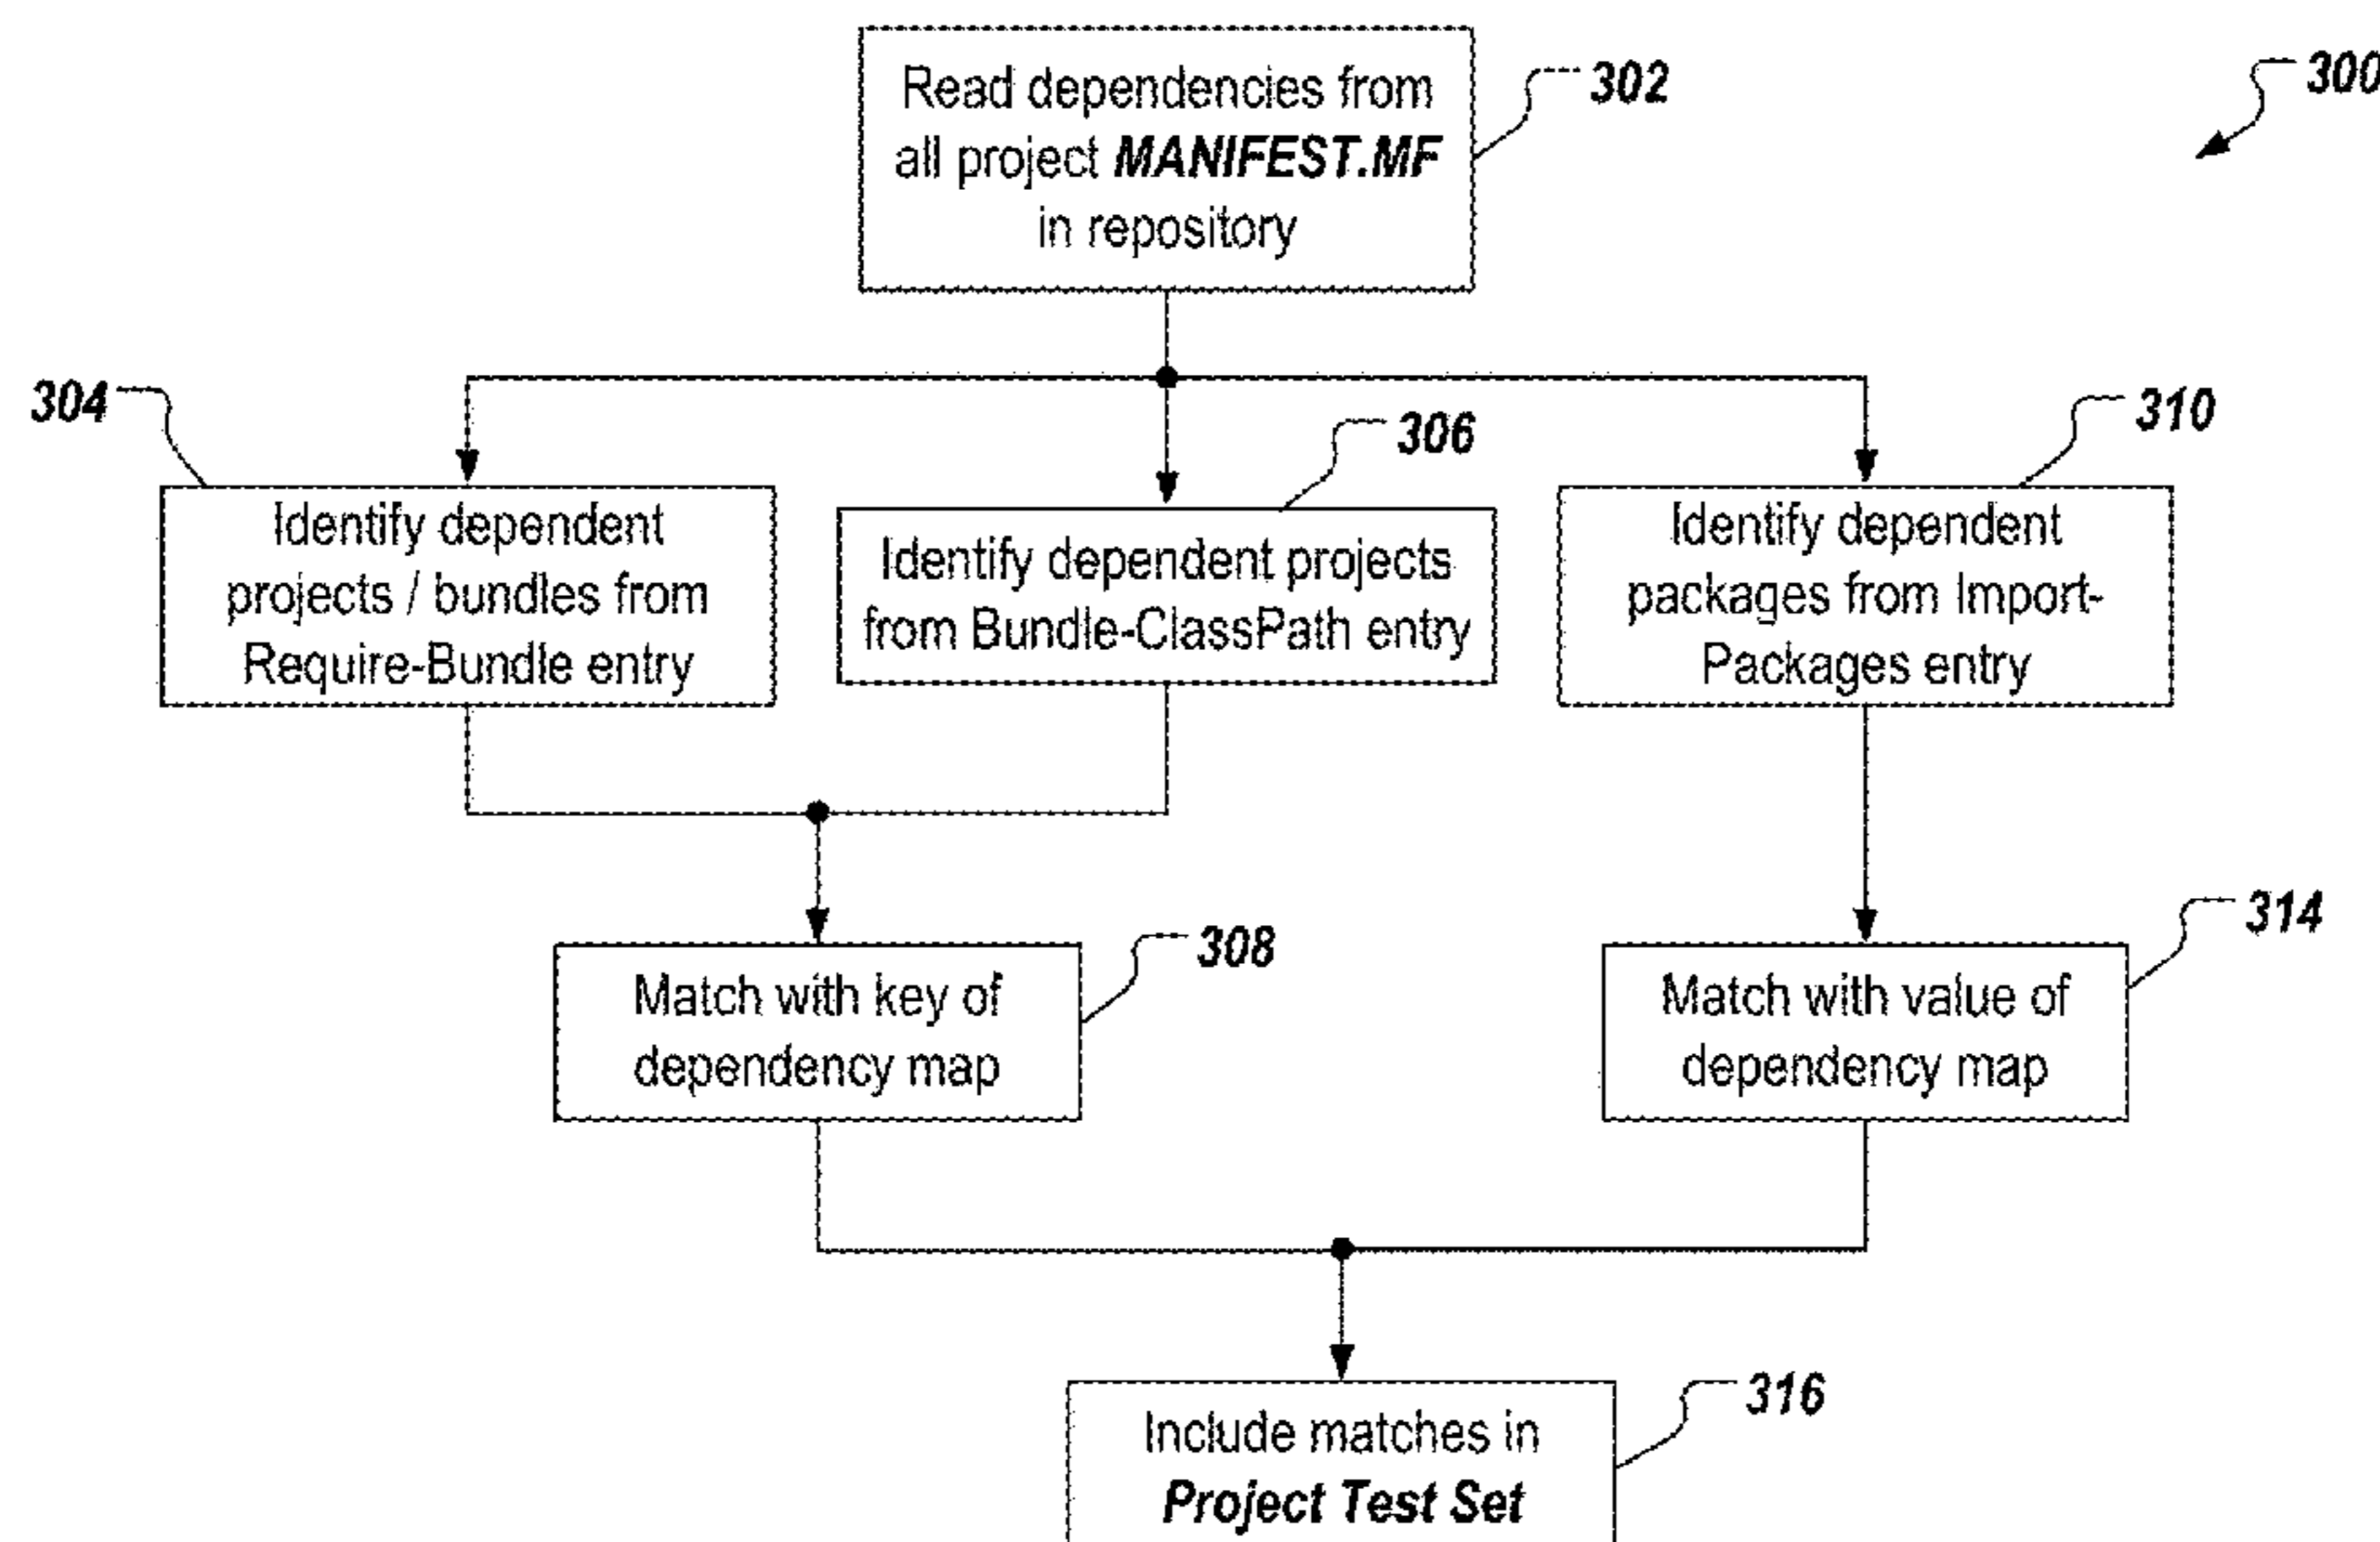 Read dependencies from
all project MANIFEST.MF
in repository
302
300
304
306
310
Identify dependent
projects / bundles from
Require-Bundle entry
Identify dependent projects
from Bundle-ClassPath entry
Identify dependent
packages from Import-
Packages entry
308
314
Match with key of
dependency map
Match with value of
dependency map
316
Include matches in
Project Test Set